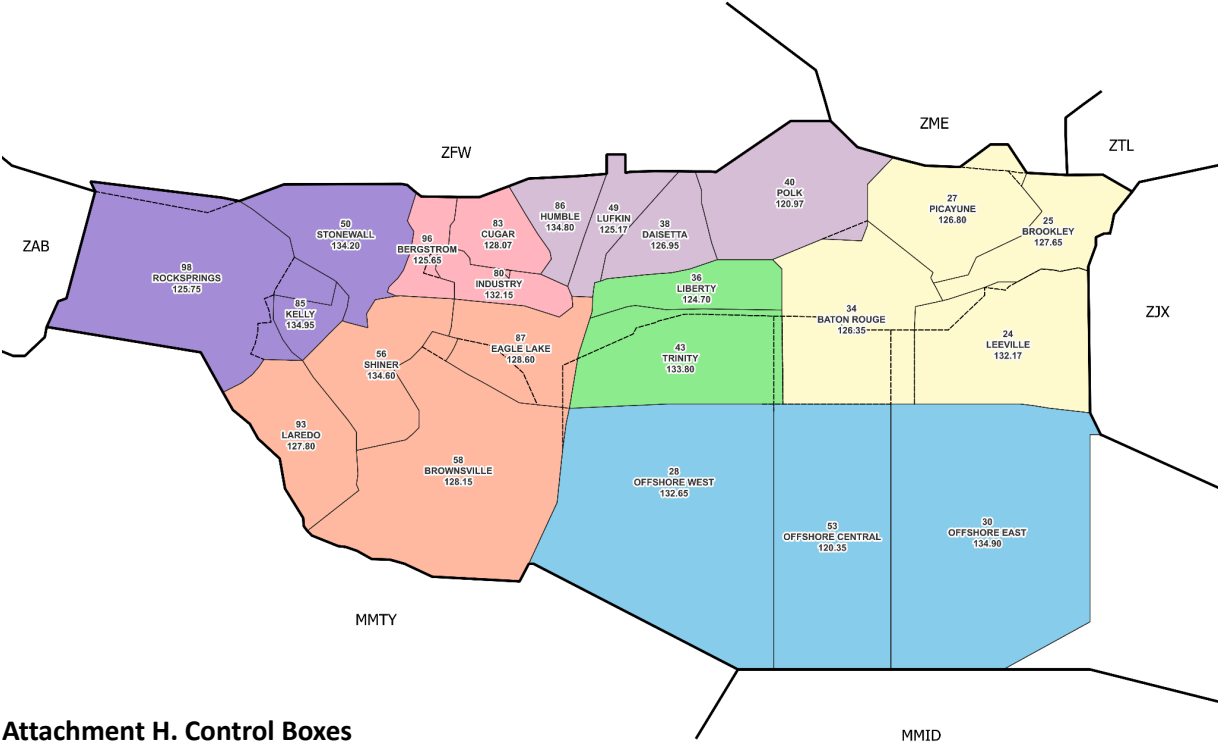 ZME
ZTL
ZFW
ZAB
ZJX
40
POLK
120.97
86
HUMBLE
134.80
49
LUFKIN
125.17
38
DAISETTA
126.95
27
PICAYUNE
126.80
25
BROOKLEY
127.65
50
STONEWALL
134.20
96
BERGSTROM
125.65
83
CUGAR
128.07
80
INDUSTRY
132.15
98
ROCKSPRINGS
125.75
85
KELLY
134.95
36
LIBERTY
124.70
34
BATON ROUGE
126.35
24
LEEVILLE
132.17
87
EAGLE LAKE
128.60
56
SHINER
134.60
43
TRINITY
133.80
93
LAREDO
127.80
58
BROWNSVILLE
128.15
28
OFFSHORE WEST
132.65
53
OFFSHORE CENTRAL
120.35
30
OFFSHORE EAST
134.90
MMTY
MMID
Attachment H. Control Boxes